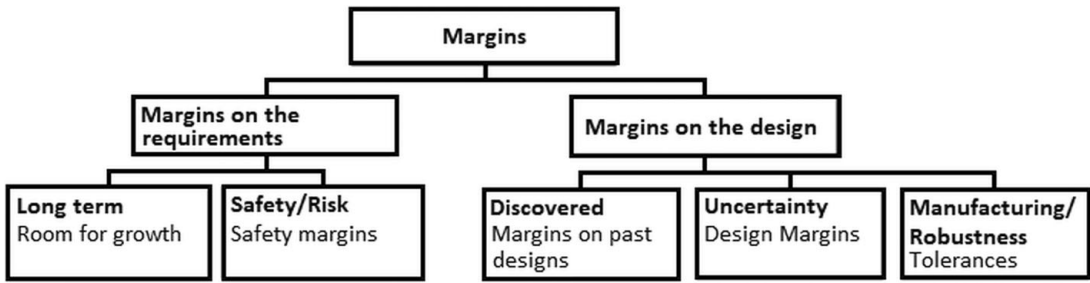 Margins
Margins on the
requirements
Margins on the design
Long term
Room for growth
Safety/Risk
Safety margins
Discovered
Margins on past
designs
Uncertainty
Design Margins
Manufacturing/
Robustness
Tolerances